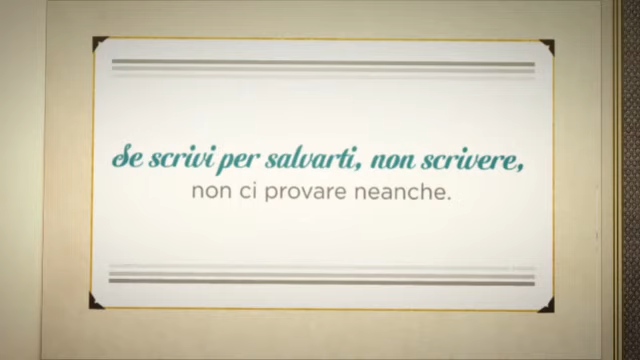 Se scrivi per salvarti, non scrivere,
non ci provare neanche.